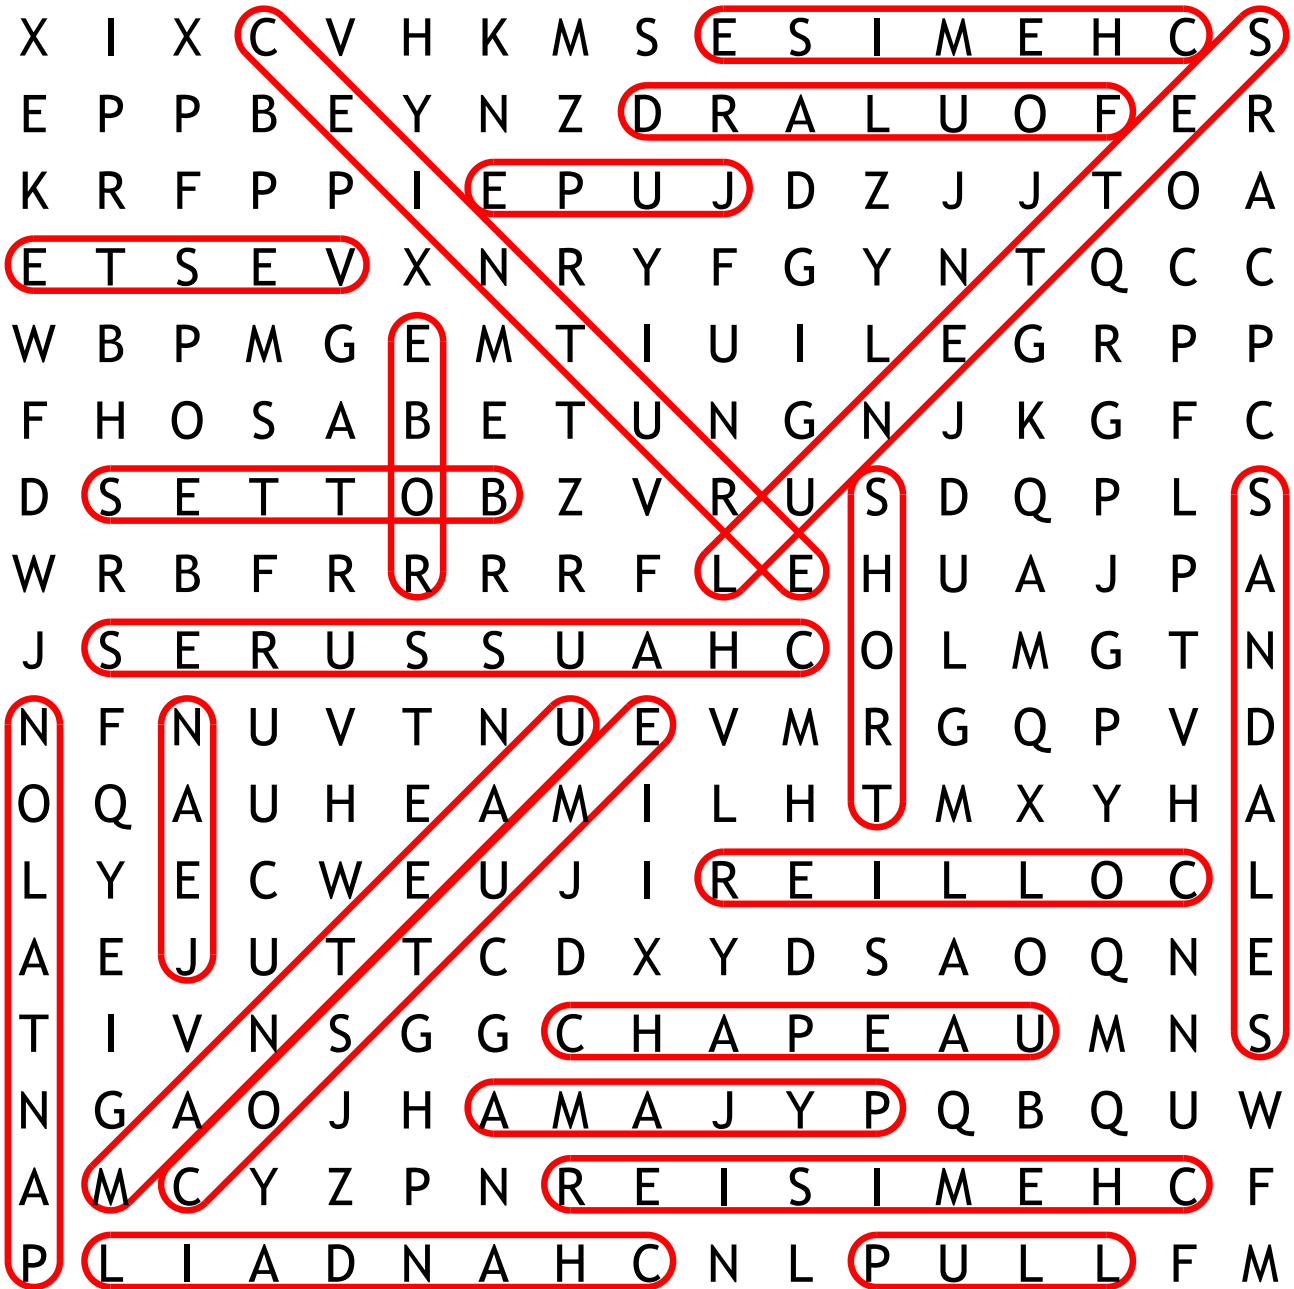 X I X C V H K M S E S I M E H C S
E P P B E Y N Z D R A L U O F E R
K R F P P I E P U J D Z J J T O A
E T S E V X N R Y F G Y N T Q C C
W B P M G E M T I U I L E G R P P
F H O S A B E T U N G N J K G F C
D S E T T O B Z V R U S D Q P L S
W R B F R R R R F L E H U A J P A
J S E R U S S U A H C O L M G T N
N F N U V T N U E V M R G Q P V D
O Q A U H E A M I L H T M X Y H A
L Y E C W E U J I R E I L L O C L
A E J U T T C D X Y D S A O Q N E
T I V N S G G C H A P E A U M N S
N G A O J H A M A J Y P Q B Q U W
A M C Y Z P N R E I S I M E H C F
P L I A D N A H C N L P U L L F M